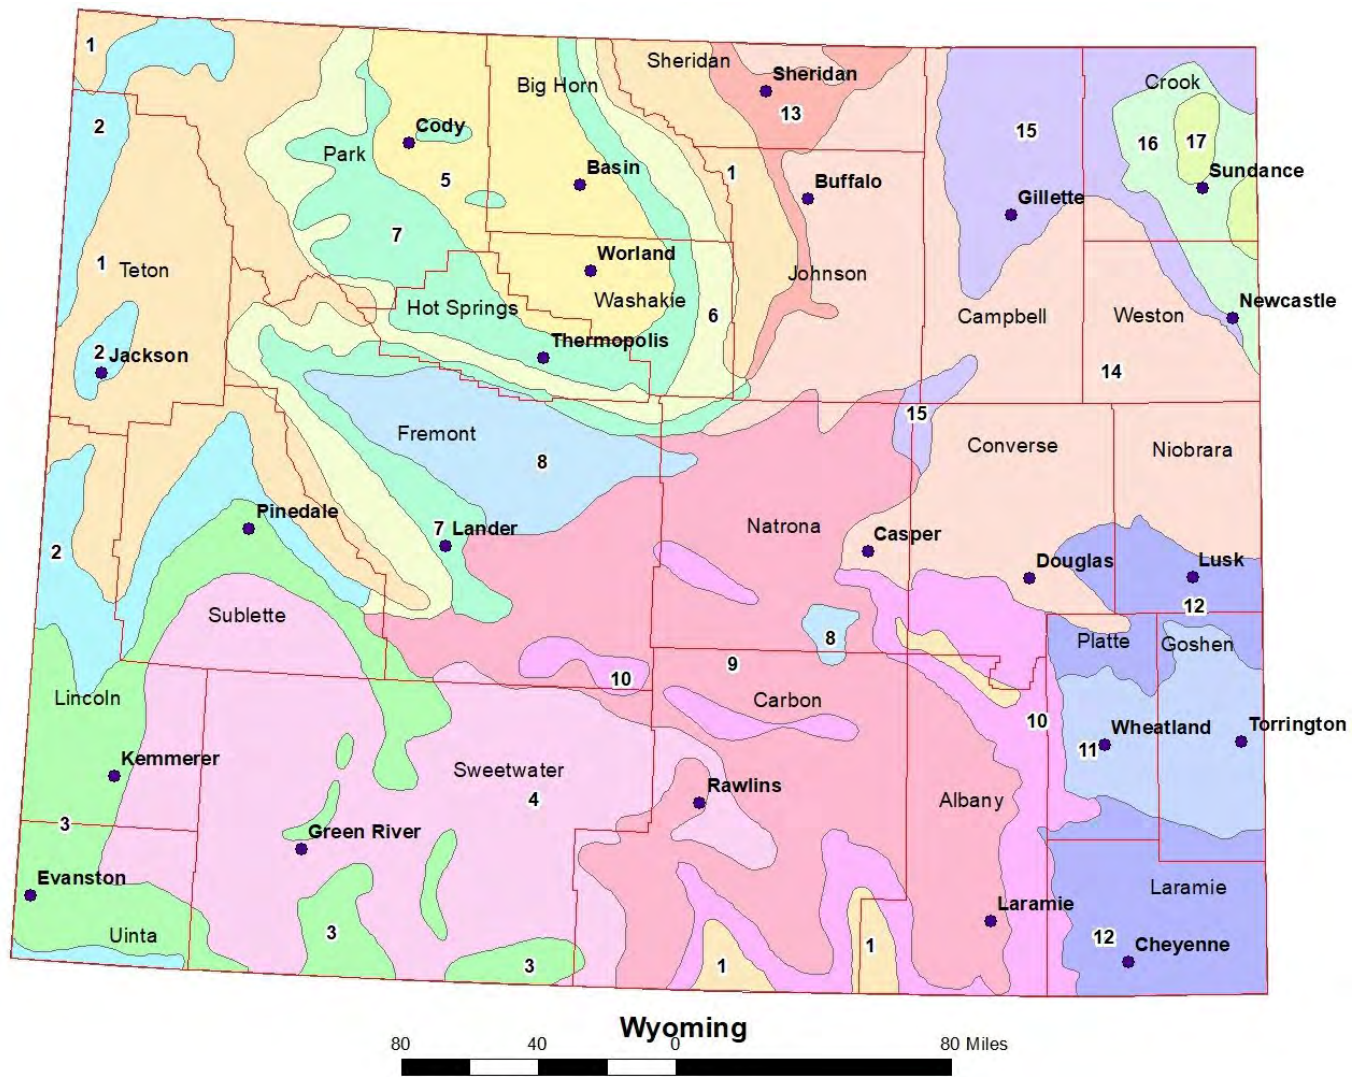 1
Sheridan
Sheridan
Crook
Big Horn
13
2
Cody
15
16
17
Park
Basin
1
Buffalo
Sundance
5
Gillette
7
1
Teton
Worland
Johnson
Washakie
Hot Springs
6
Campbell
Weston
Newcastle
2
Jackson
Thermopolis
14
15
Fremont
8
Converse
Niobrara
Pinedale
7
Lander
Natrona
Casper
2
Douglas
Lusk
12
Sublette
8
Platte
Goshen
9
10
Lincoln
Carbon
10
Wheatland
Torrington
11
Kemmerer
Sweetwater
4
Rawlins
Albany
3
Green River
Evanston
Laramie
Laramie
Uinta
3
12
1
Cheyenne
3
1
Wyoming
80
40
0
80 Miles